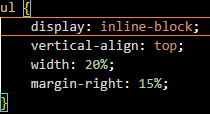 ul {
display: inline-block;
vertical-align: top;
width: 20%;
margin-right: 15%;
}